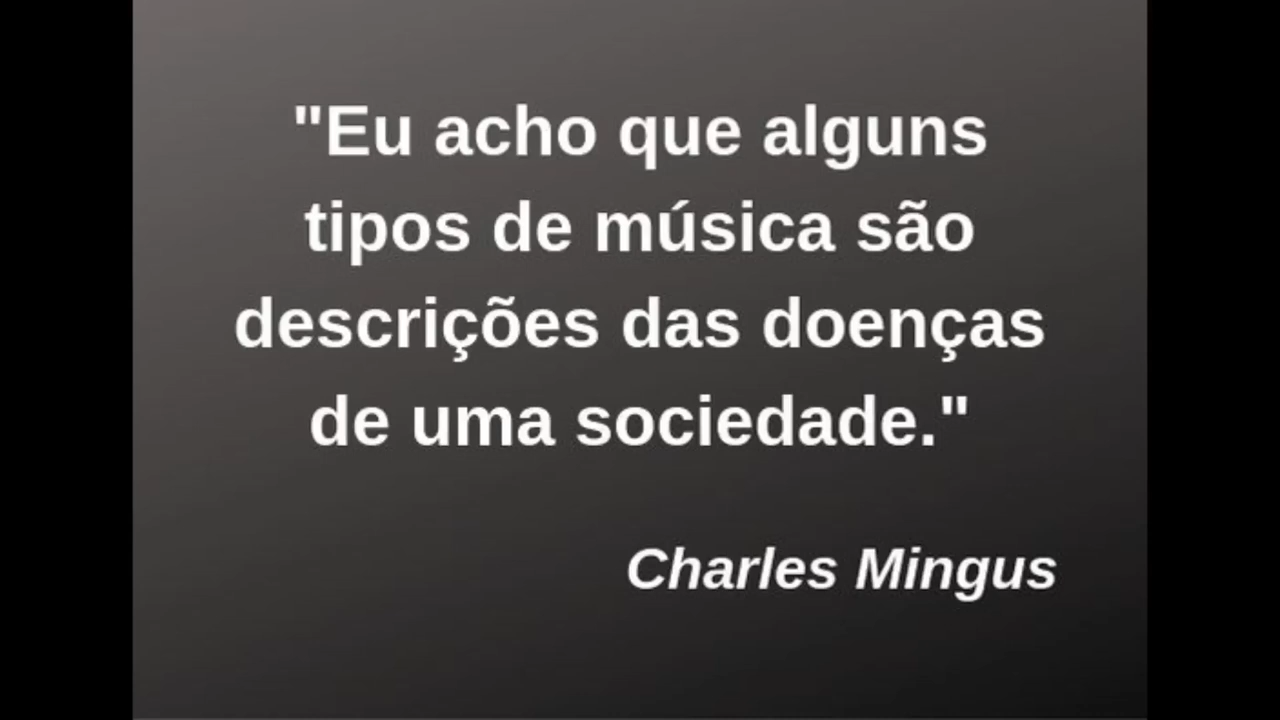 "Eu acho que alguns
tipos de música são
descrições das doenças
de uma sociedade."
Charles Mingus